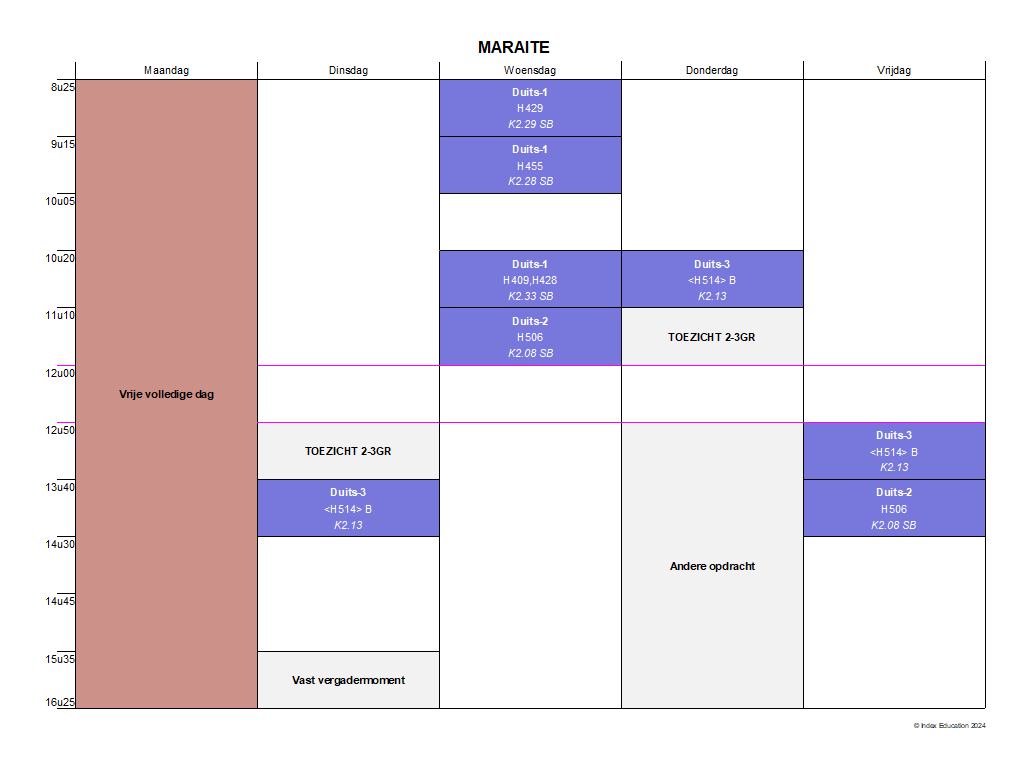 MARAITE
Maandag Dinsdag Woensdag Donderdag Vrijdag
8u25
Duits-1
H429
K2.29 SB
9u15
Duits-1
H455
K2.28 SB
10u05
10u20
Duits-1
H409,H428
K2.33 SB
Duits-3
<H514> B
K2.13
11u10
Duits-2
H506
K2.08 SB
TOEZICHT 2-3GR
12u00
Vrije volledige dag
12u50
TOEZICHT 2-3GR
Duits-3
<H514> B
K2.13
13u40
Duits-3
<H514> B
K2.13
Duits-2
H506
K2.08 SB
14u30
Andere opdracht
14u45
15u35
Vast vergadermoment
16u25
© Index Education 2024